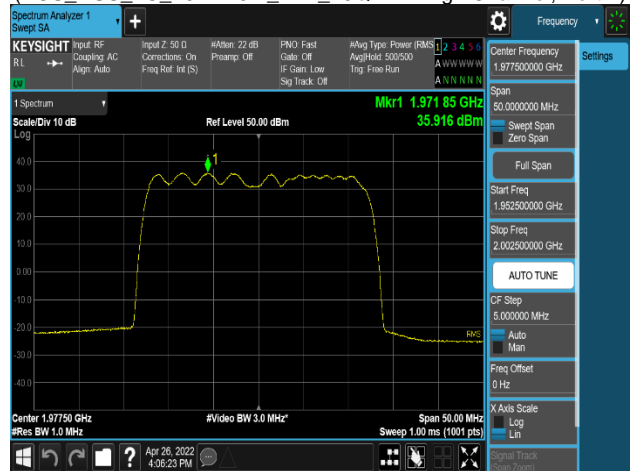 Spectrum Analyzer 1
Swept SA
Frequency
KEYSIGHT
RL
Input: RF
Coupling: AC
Align: Auto
Input Z: 50 Ω
Corrections: On
Freq Ref: Int (S)
#Atten: 22 dB
Preamp: Off
PNO: Fast
Gate: Off
IF Gain: Low
Sig Track: Off
#Avg Type: Power (RMS
Avg|Hold: 500/500
Trig: Free Run
1 2 3 4 5 6
A W W W W W
A N N N N N
LW
1 Spectrum
Scale/Div 10 dB
Log
Ref Level 50.00 dBm
Mkr1 1.971 85 GHz
35.916 dBm
1
40.0
30.0
20.0
10.0
0.00
-10.0
-20.0
-30.0
-40.0
RMS
Center 1.97750 GHz
#Res BW 1.0 MHz
#Video BW 3.0 MHz*
Span 50.00 MHz
Sweep 1.00 ms (1001 pts)
Center Frequency
1.977500000 GHz
Settings
Span
50.0000000 MHz
Swept Span
Zero Span
Full Span
Start Freq
1.952500000 GHz
Stop Freq
2.002500000 GHz
AUTO TUNE
CF Step
5.000000 MHz
Auto
Man
Freq Offset
0 Hz
X Axis Scale
Log
Lin
Signal Track
(Span Zoom)
?
Apr 26, 2022
4:06:23 PM